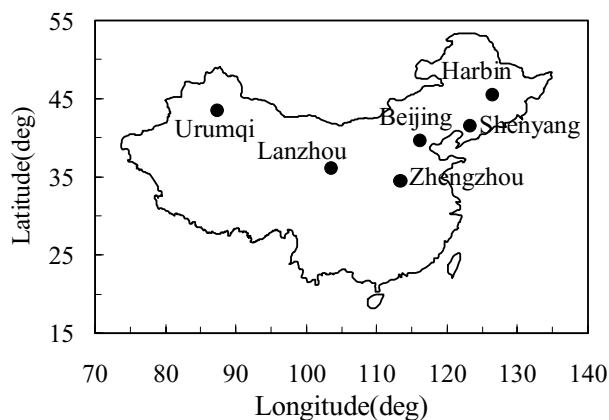 55
45
35
25
15
Latitude(deg)
Harbin
Beijing
Shenyang
Urumqi
Lanzhou
Zhengzhou
70 80 90 100 110 120 130 140
Longitude(deg)